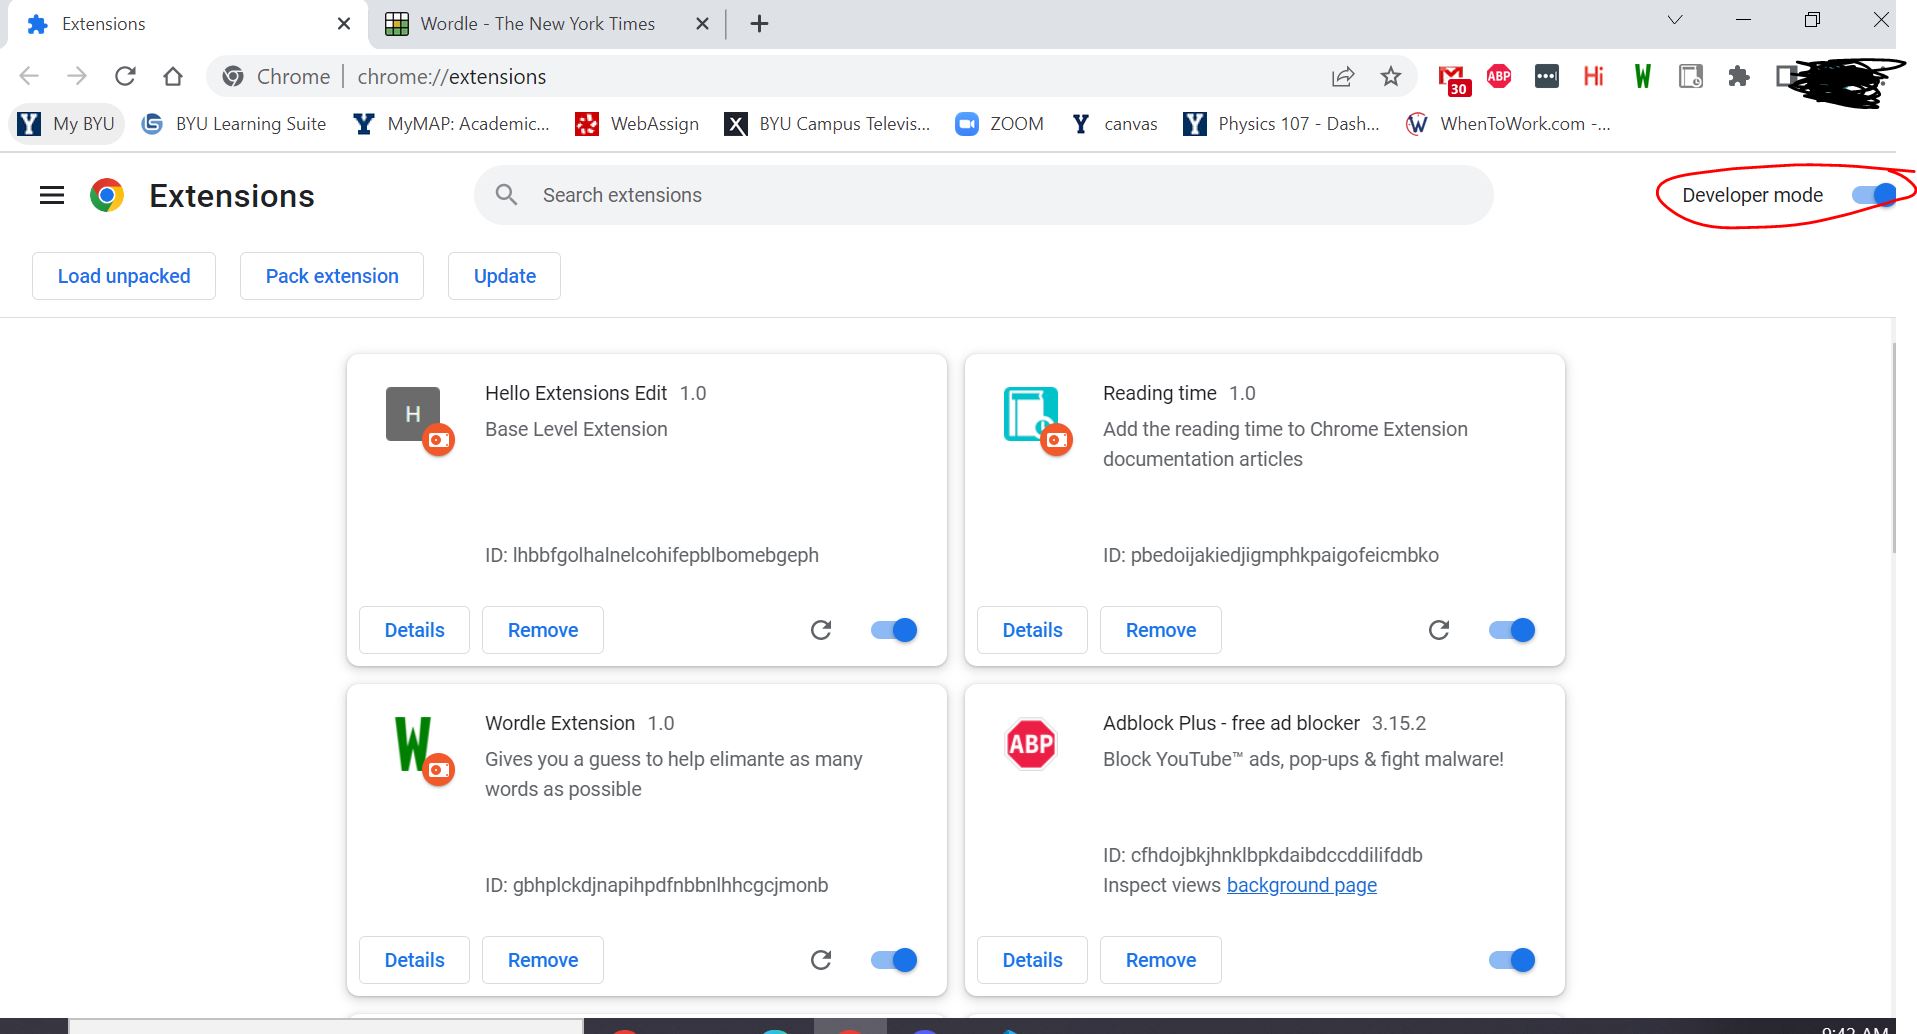 Extensions
Wordle - The New York Times
Chrome chrome://extensions
30 ABP Hi W
My BYU BYU Learning Suite MyMAP: Academic... WebAssign BYU Campus Televis... ZOOM canvas Physics 107 - Dash... WhenToWork.com -...
Extensions
Search extensions
Developer mode
Load unpacked Pack extension Update
H
Hello Extensions Edit 1.0
Base Level Extension
ID: lhbbfgolhalnelcohifepblbomebgeph
Details Remove
Reading time 1.0
Add the reading time to Chrome Extension
documentation articles
ID: pbedoijakiedjigmphkpaigofeicmbko
Details Remove
W
Wordle Extension 1.0
Gives you a guess to help elimante as many
words as possible
ID: gbhplckdjnapihpdfnbbnlhhcgcjmonb
Details Remove
ABP
Adblock Plus - free ad blocker 3.15.2
Block YouTube™ ads, pop-ups & fight malware!
ID: cfhdojbkjhnklbpkdaibdccddilifddb
Inspect views background page
Details Remove
9:42 AM